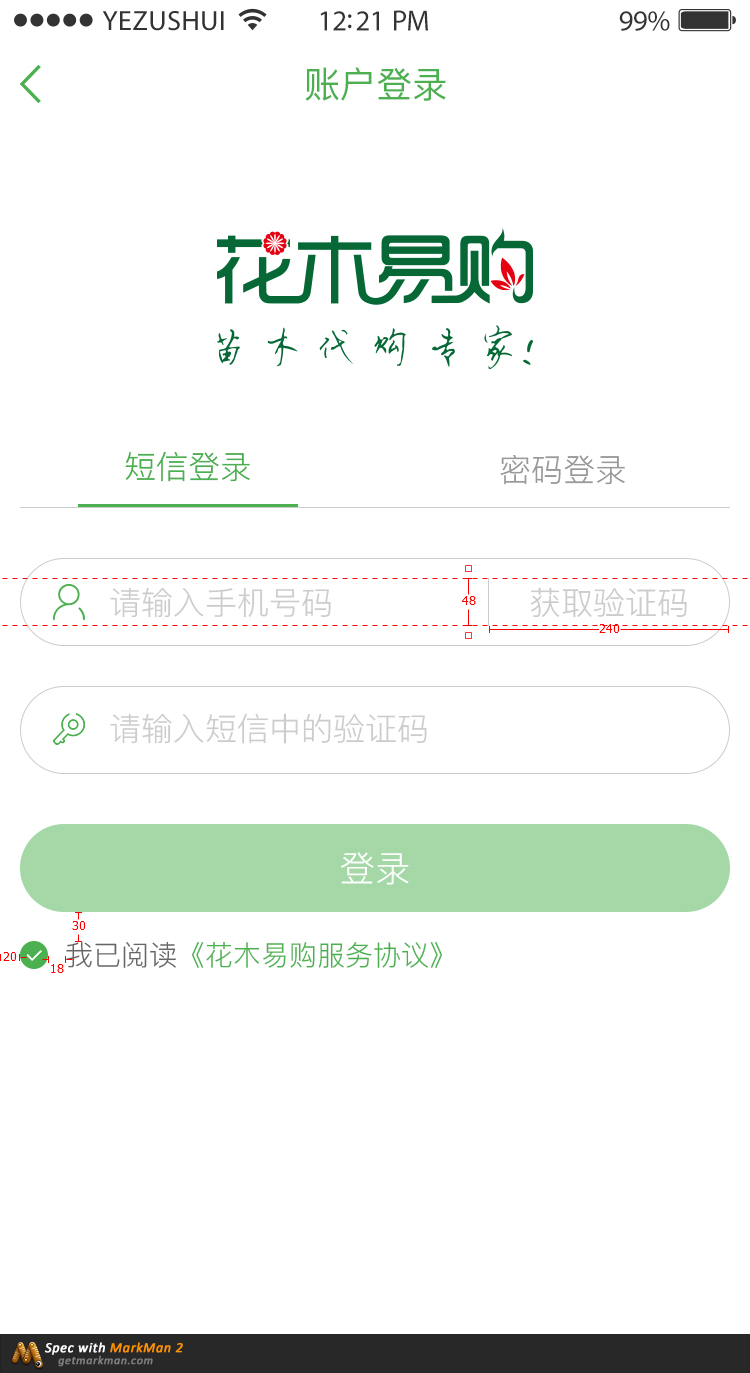 YEZUSHUI 12:21 PM 99%
账户登录
花木易购
苗木代购专家!
短信登录 密码登录
请输入手机号码 获取验证码
48
240
请输入短信中的验证码
登录
30
20 我已阅读《花木易购服务协议》
18
Spec with MarkMan 2
getmarkman.com